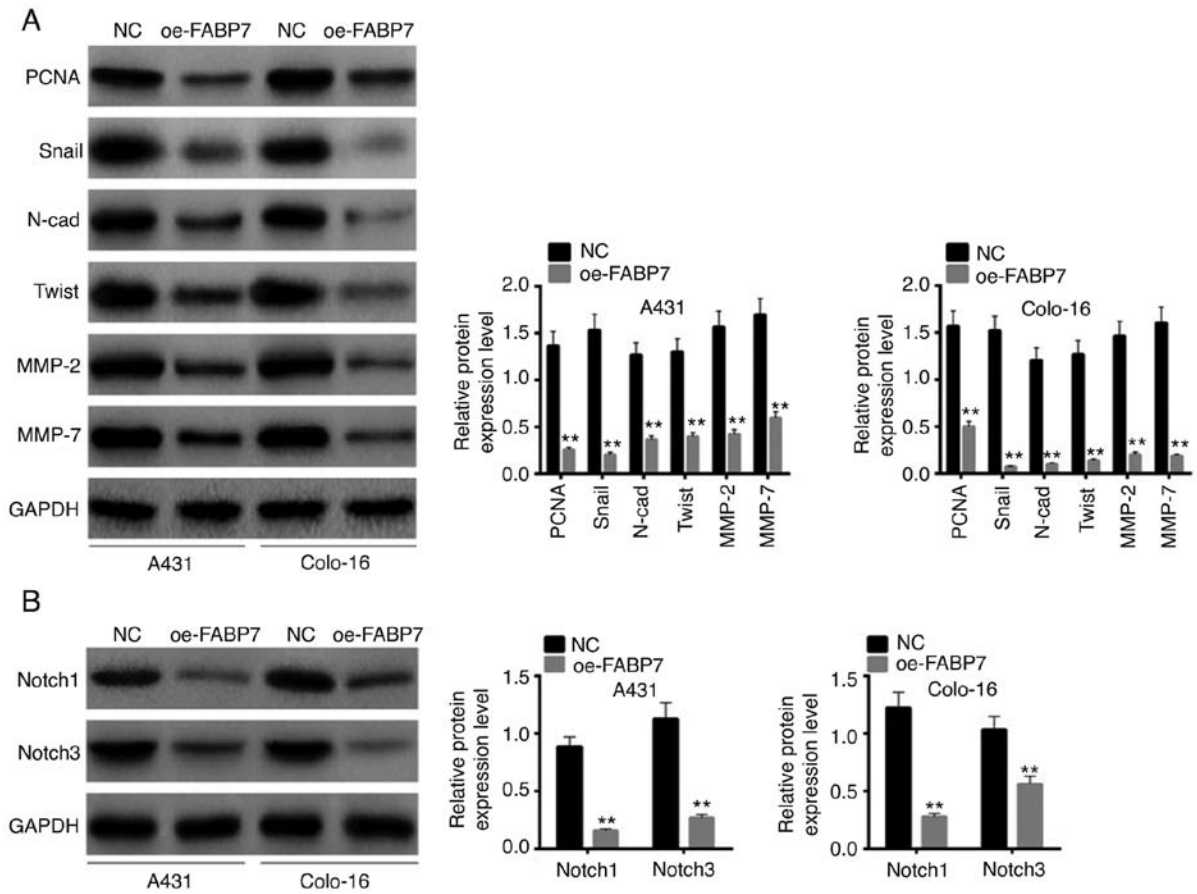 A
NC oe-FABP7 NC oe-FABP7
PCNA
Snail
N-cad
Twist
MMP-2
MMP-7
GAPDH
A431 Colo-16
NC
oe-FABP7
A431
Relative protein
expression level
2.0
1.5
1.0
0.5
0.0
** ** ** ** ** **
PCNA Snail N-cad Twist MMP-2 MMP-7
NC
oe-FABP7
Colo-16
Relative protein
expression level
2.0
1.5
1.0
0.5
0.0
** ** ** ** ** **
PCNA Snail N-cad Twist MMP-2 MMP-7
B
NC oe-FABP7 NC oe-FABP7
Notch1
Notch3
GAPDH
A431 Colo-16
NC
oe-FABP7
A431
Relative protein
expression level
1.5
1.0
0.5
0.0
** **
Notch1 Notch3
NC
oe-FABP7
Colo-16
Relative protein
expression level
1.5
1.0
0.5
0.0
** **
Notch1 Notch3